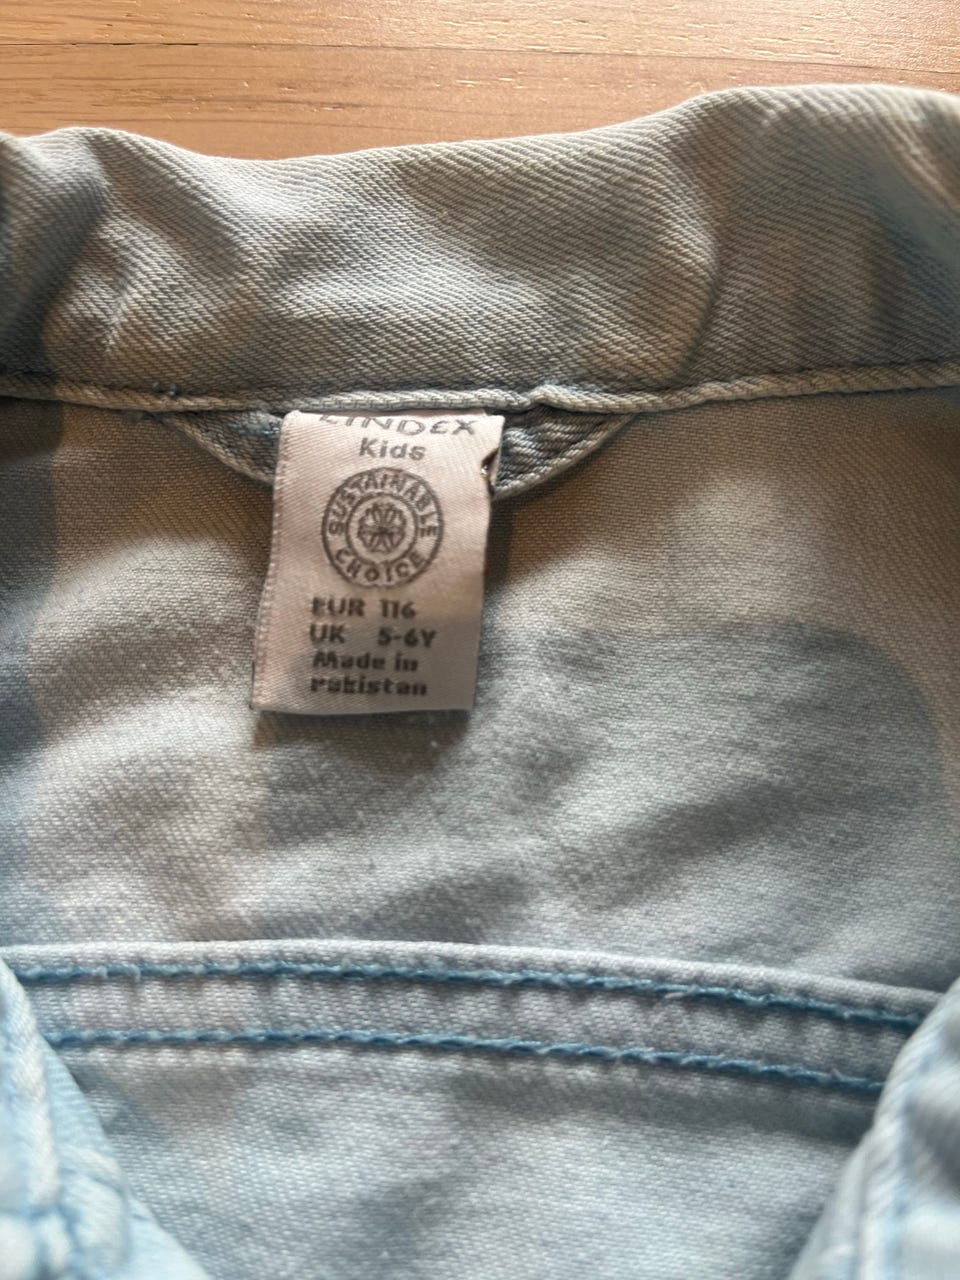 LINDEX
Kids
SUSTAINABLE
CHOICE
EUR 116
UK 5-6Y
Made in
Pakistan